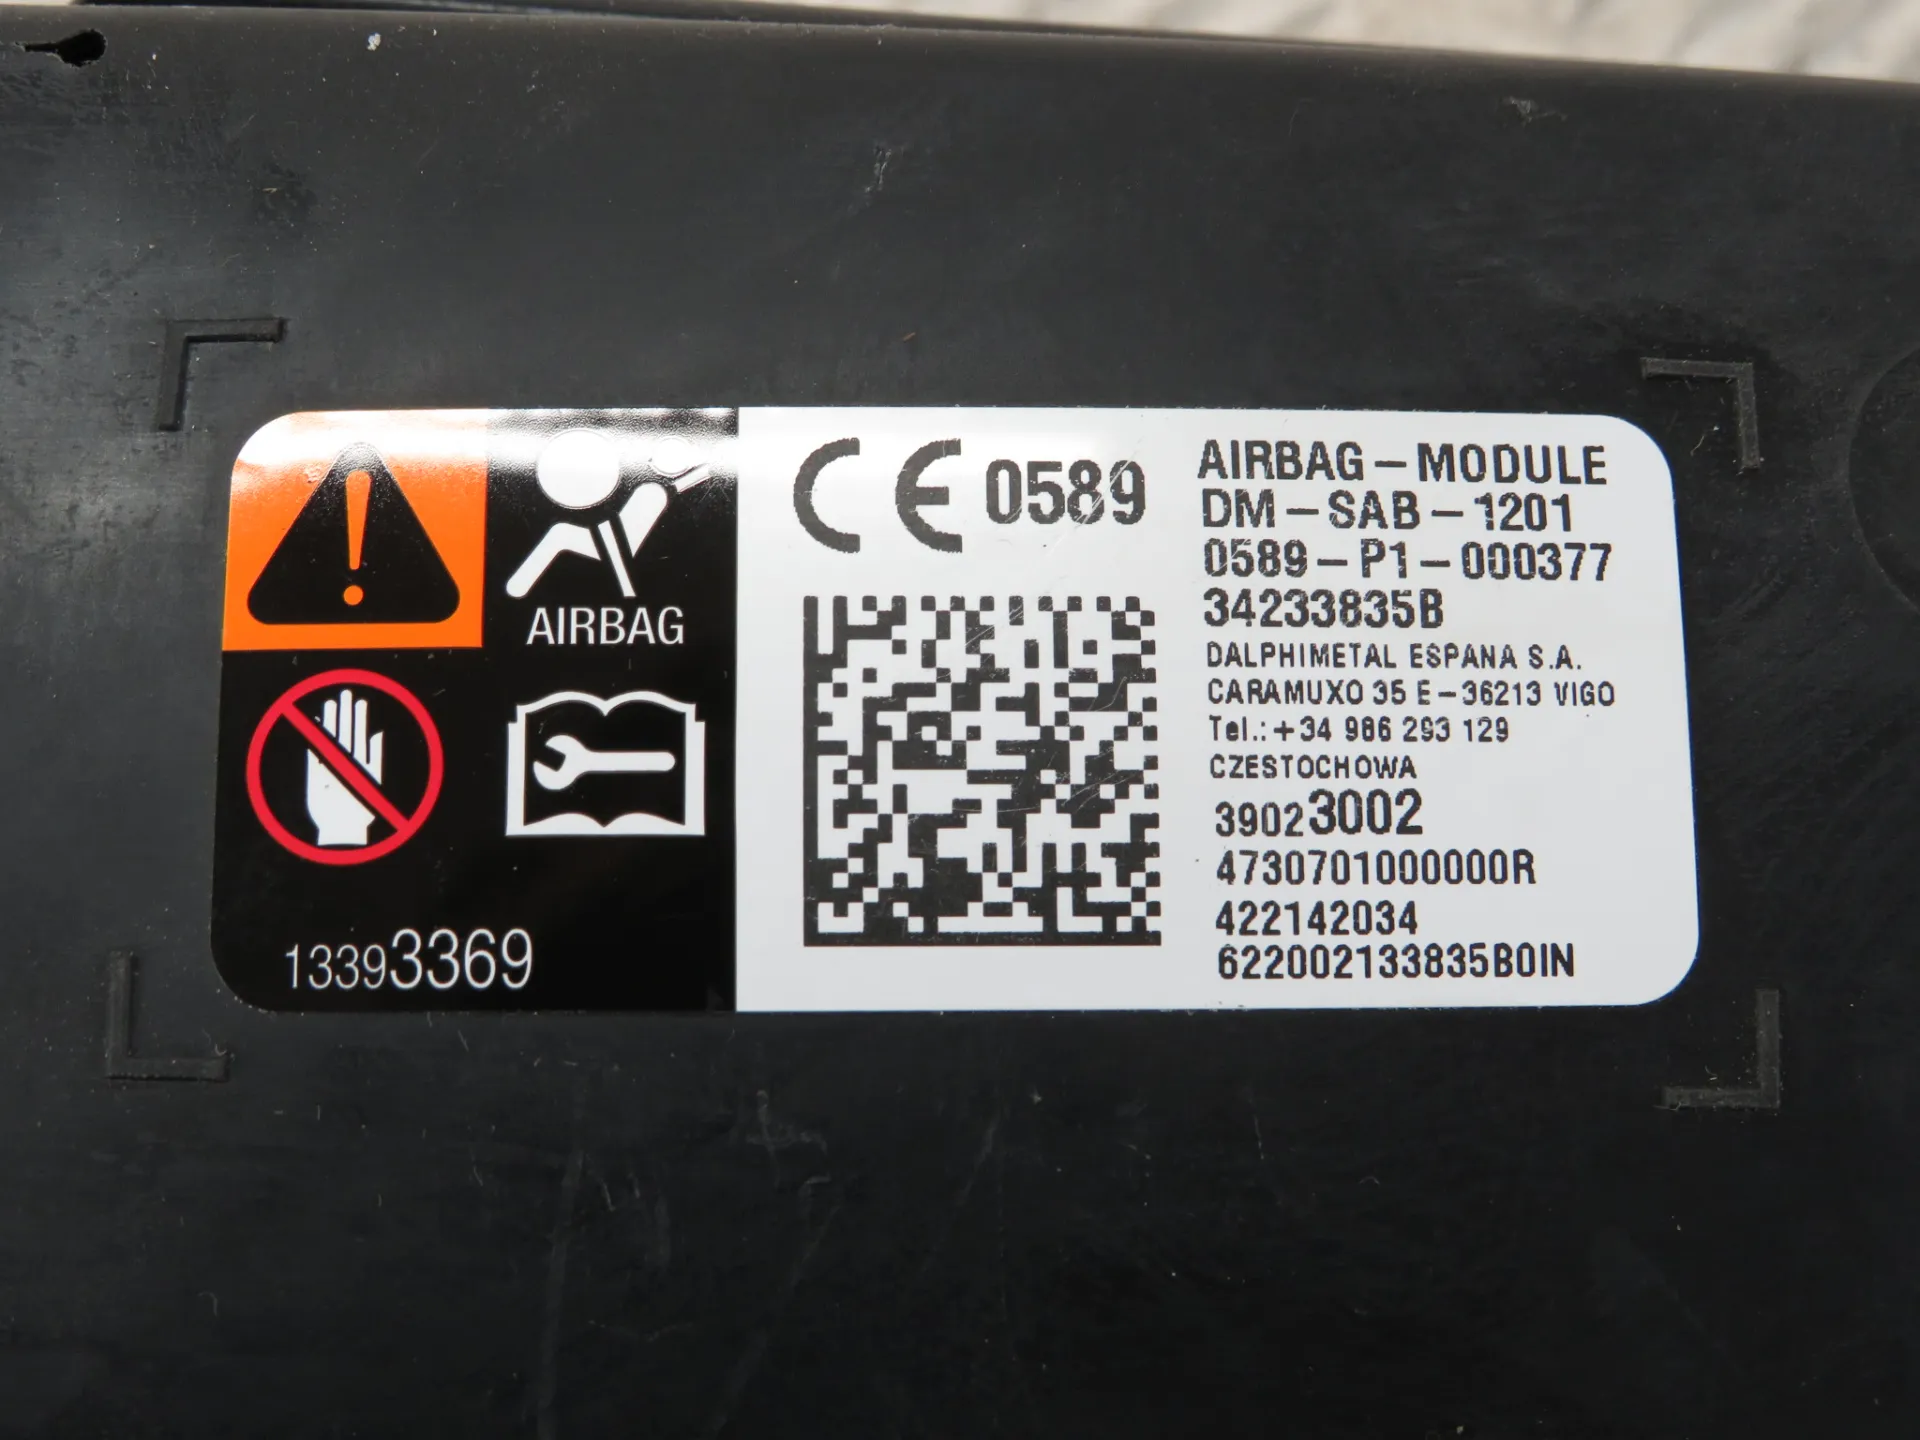 AIRBAG
13393369
CE 0589
AIRBAG-MODULE
DM-SAB-1201
0589-P1-000377
34233835B
DALPHIMETAL ESPANA S.A.
CARAMUXO 35 E-36213 VIGO
Tel.: +34 986 293 129
CZESTOCHOWA
39023002
4730701000000R
422142034
622002133835B0IN